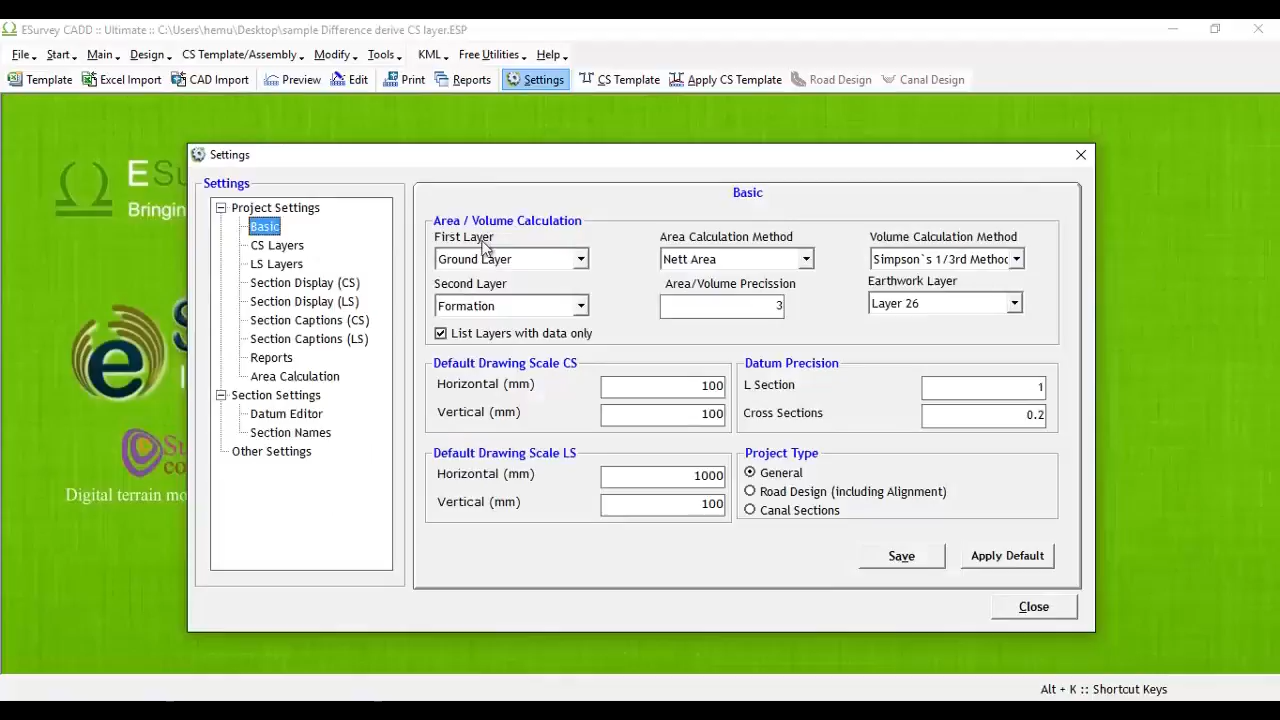 ESurvey CADD :: Ultimate :: C:\Users\hemu\Desktop\sample Difference derive CS layer.ESP
File Start Main Design CS Template/Assembly Modify Tools KML Free Utilities Help
Template Excel Import CAD Import Preview Edit Print Reports Settings CS Template Apply CS Template Road Design Canal Design
Settings
Settings
Project Settings
Basic
CS Layers
LS Layers
Section Display (CS)
Section Display (LS)
Section Captions (CS)
Section Captions (LS)
Reports
Area Calculation
Section Settings
Datum Editor
Section Names
Other Settings
Basic
Area / Volume Calculation
First Layer Area Calculation Method Volume Calculation Method
Ground Layer Nett Area Simpson`s 1/3rd Methoc
Second Layer Area/Volume Precission Earthwork Layer
Formation 3 Layer 26
List Layers with data only
Default Drawing Scale CS
Horizontal (mm) 100
Vertical (mm) 100
Datum Precision
L Section 1
Cross Sections 0.2
Default Drawing Scale LS
Horizontal (mm) 1000
Vertical (mm) 100
Project Type
General
Road Design (including Alignment)
Canal Sections
Save Apply Default
Close
E
Bringin
e
Digital terrain mo
Alt + K :: Shortcut Keys